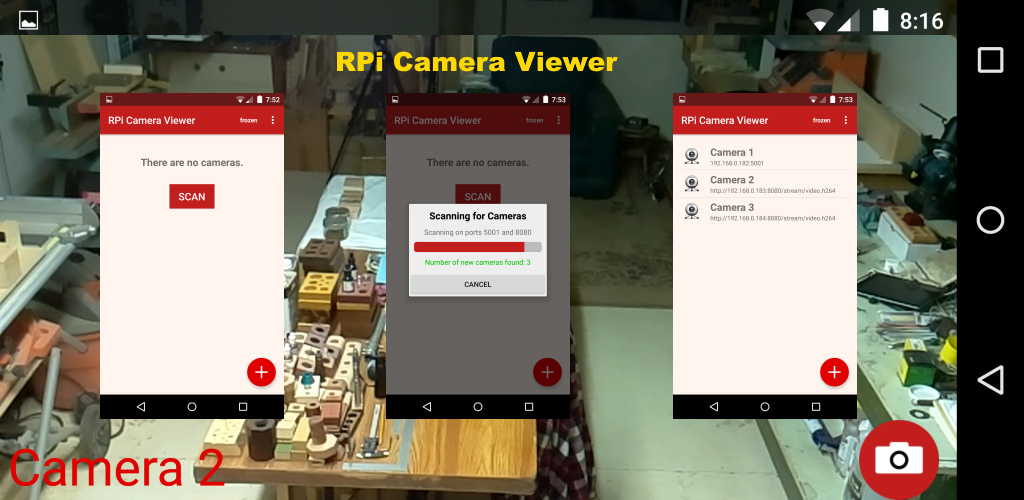 8:16
RPi Camera Viewer
7:52
RPi Camera Viewer
frozen
There are no cameras.
SCAN
7:53
RPi Camera Viewer
frozen
There are no cameras.
SCAN
Scanning for Cameras
Scanning on ports 5001 and 8080
Number of new cameras found: 3
CANCEL
7:53
RPi Camera Viewer
frozen
Camera 1
192.168.0.182:5001
Camera 2
http://192.168.0.183:8080/stream/video.h264
Camera 3
http://192.168.0.184:8080/stream/video.h264
Camera 2